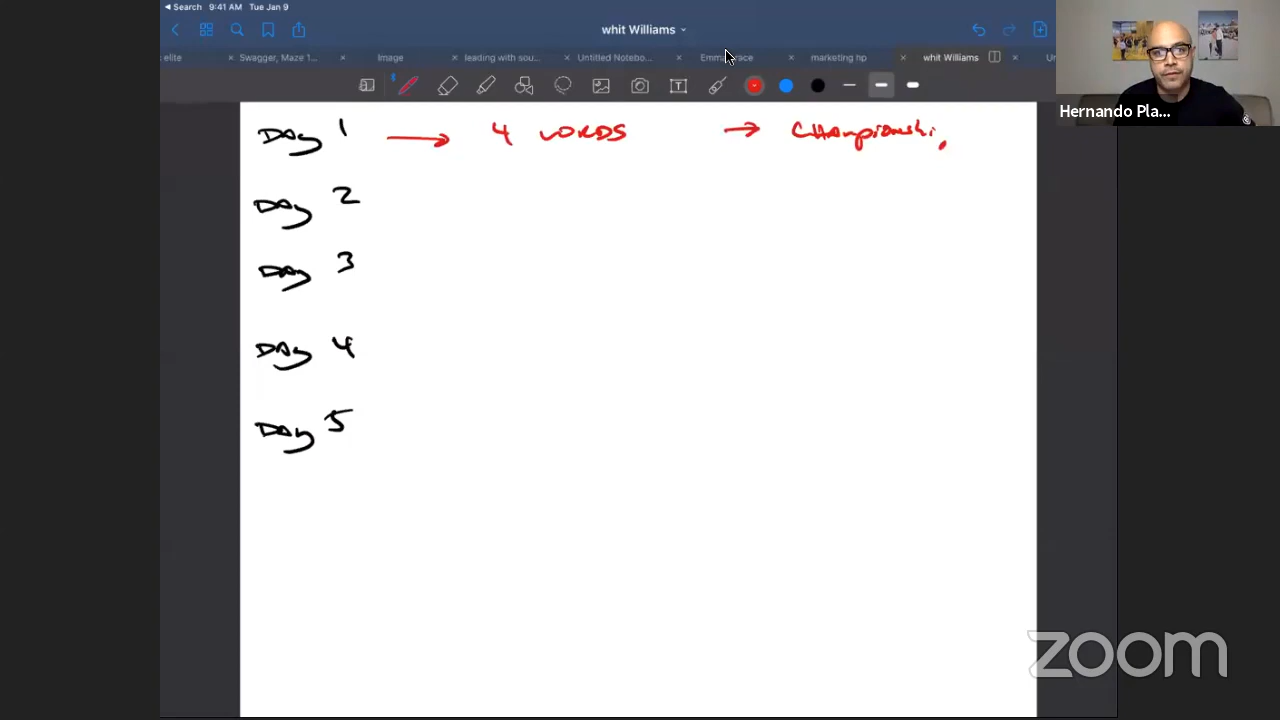 Search 9:41 AM Tue Jan 9
whit Williams
elite Swagger, Maze 1... Image leading with sou... Untitled Notebo... marketing hp whit Williams
Hernando Pla...
Day 1 → 4 WORDS → Championshi
Day 2
Day 3
Day 4
Day 5
zoom